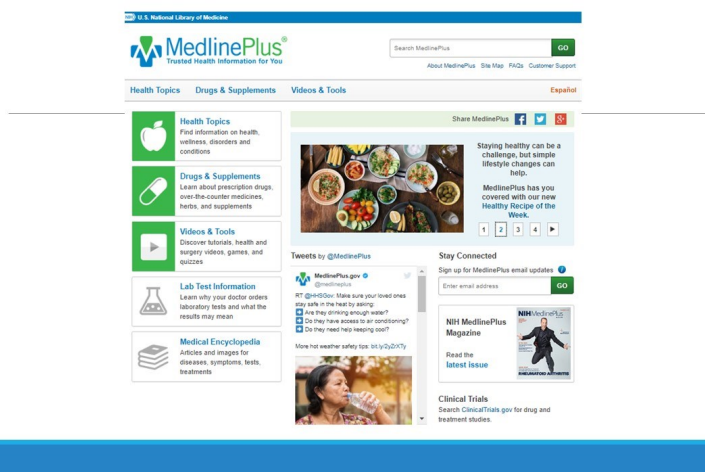 NIH U.S. National Library of Medicine
MedlinePlus®
Trusted Health Information for You
Search MedlinePlus
GO
About MedlinePlus Site Map FAQs Customer Support
Health Topics Drugs & Supplements Videos & Tools Español
Health Topics
Find information on health,
wellness, disorders and
conditions
Drugs & Supplements
Learn about prescription drugs,
over-the-counter medicines,
herbs, and supplements
Videos & Tools
Discover tutorials, health and
surgery videos, games, and
quizzes
Lab Test Information
Learn why your doctor orders
laboratory tests and what the
results may mean
Medical Encyclopedia
Articles and images for
diseases, symptoms, tests,
treatments
Share MedlinePlus
Staying healthy can be a
challenge, but simple
lifestyle changes can
help.
MedlinePlus has you
covered with our new
Healthy Recipe of the
Week.
1 2 3 4
Tweets by @MedlinePlus
MedlinePlus.gov
@medlineplus
RT @HHSGov: Make sure your loved ones
stay safe in the heat by asking:
Are they drinking enough water?
Do they have access to air conditioning?
Do they need help keeping cool?
More hot weather safety tips: bit.ly/2yZrXTy
Stay Connected
Sign up for MedlinePlus email updates
Enter email address
GO
NIH MedlinePlus
Magazine
Read the
latest issue
NIHMedlinePlus
RHEUMATOID ARTHRITIS
Clinical Trials
Search ClinicalTrials.gov for drug and
treatment studies.